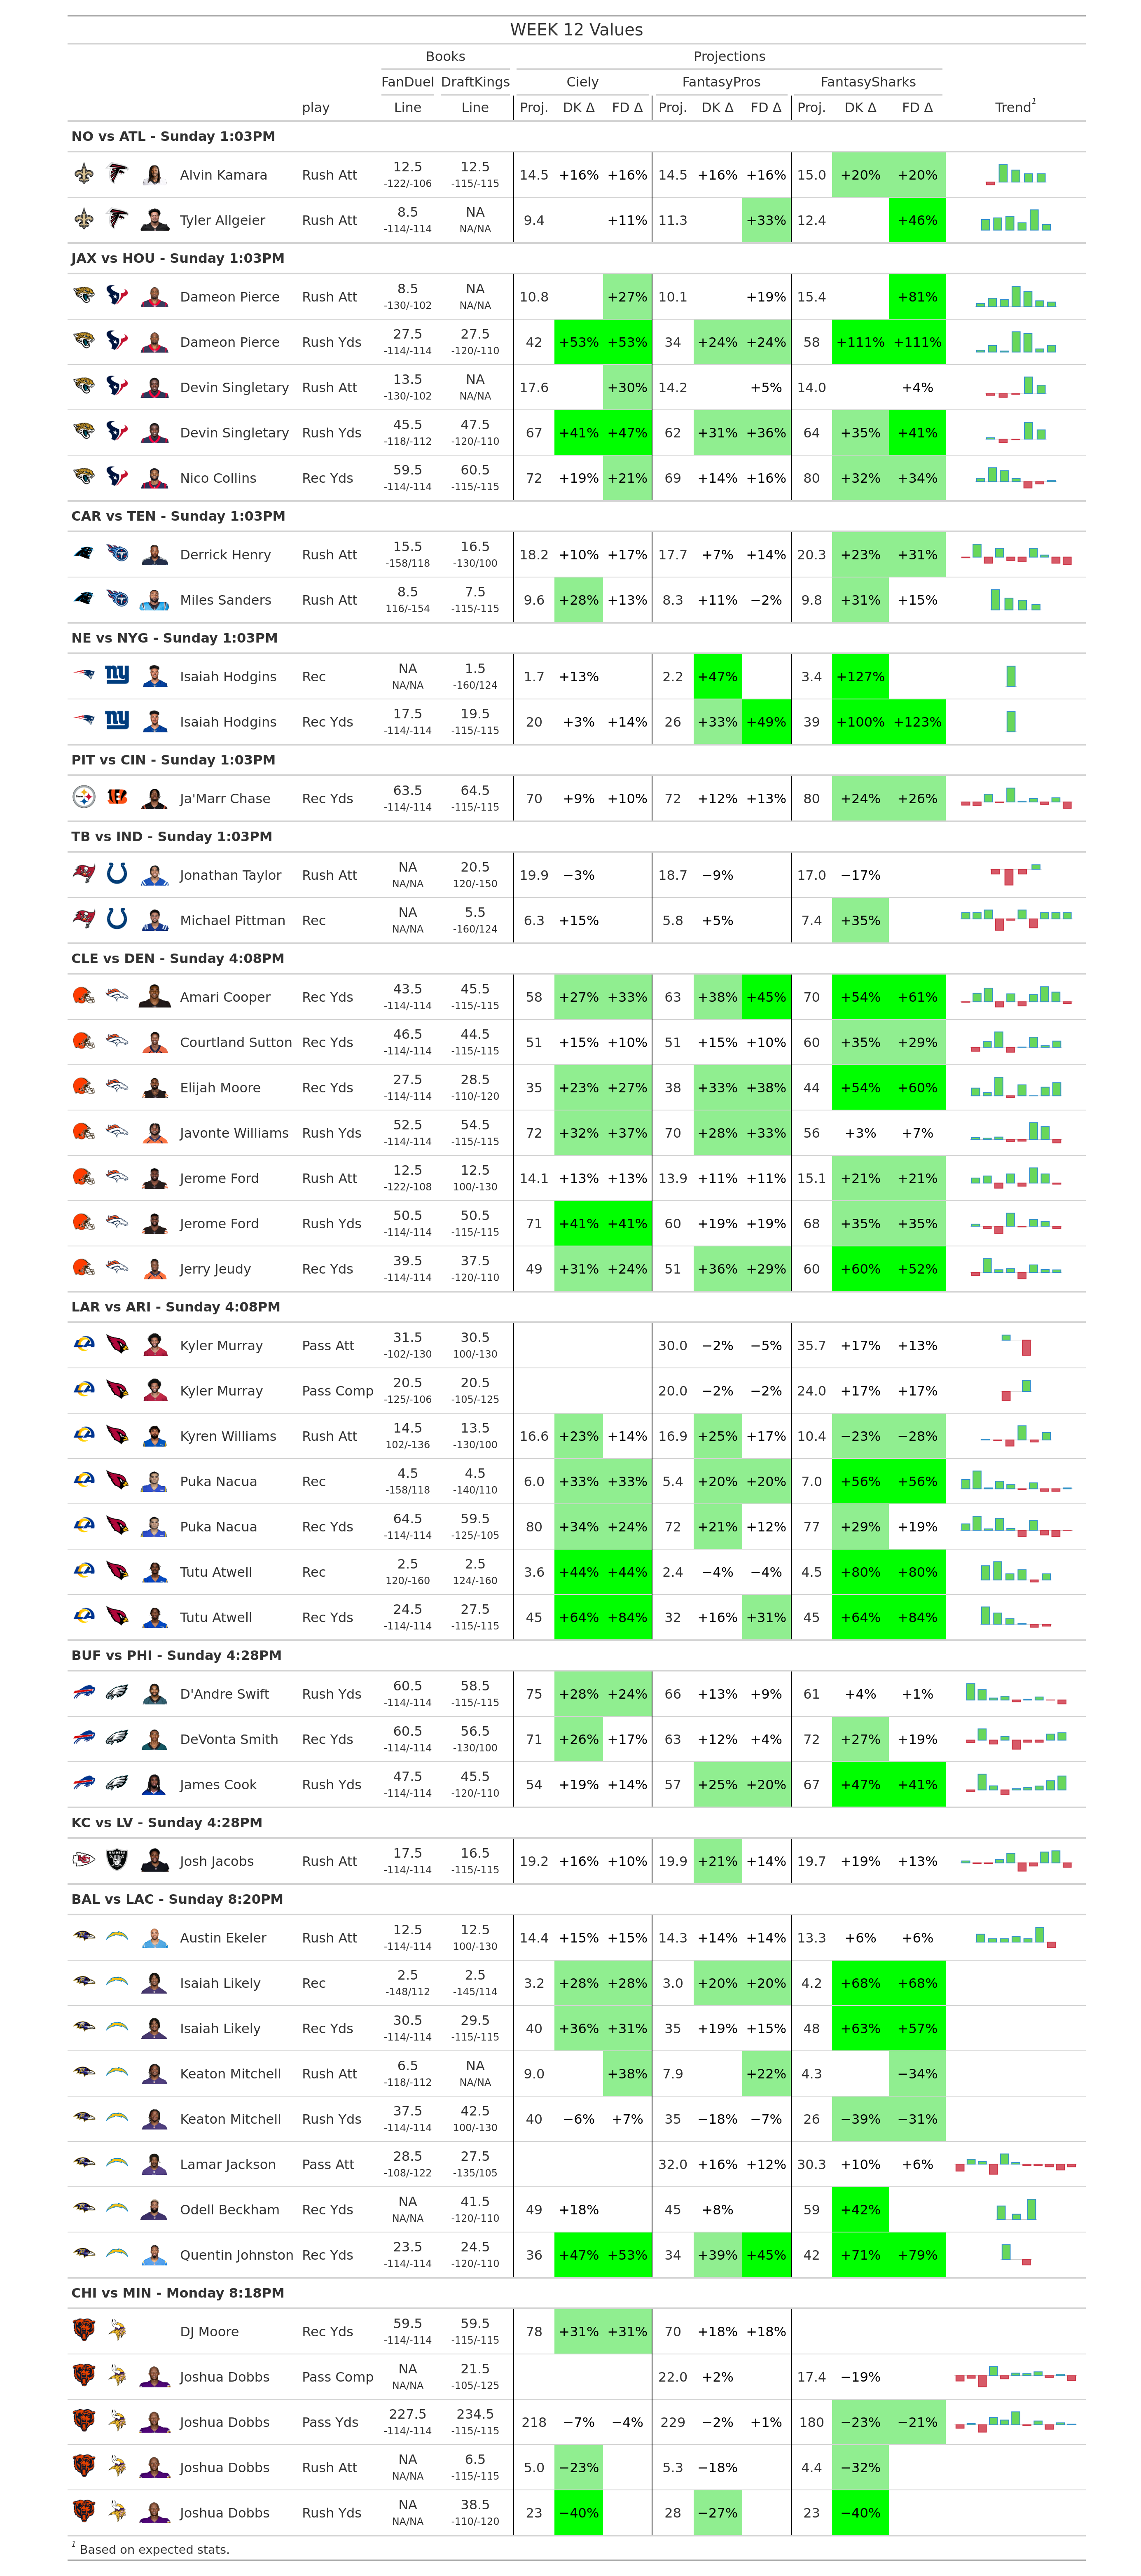 WEEK 12 Values
Books Projections
FanDuel DraftKings Ciely FantasyPros FantasySharks
play Line Line Proj. DK Δ FD Δ Proj. DK Δ FD Δ Proj. DK Δ FD Δ Trend1
NO vs ATL - Sunday 1:03PM
Alvin Kamara Rush Att 12.5 12.5 14.5 +16% +16% 14.5 +16% +16% 15.0 +20% +20%
-122/-106 -115/-115
Tyler Allgeier Rush Att 8.5 NA 9.4 +11% 11.3 +33% 12.4 +46%
-114/-114 NA/NA
JAX vs HOU - Sunday 1:03PM
Dameon Pierce Rush Att 8.5 NA 10.8 +27% 10.1 +19% 15.4 +81%
-130/-102 NA/NA
Dameon Pierce Rush Yds 27.5 27.5 42 +53% +53% 34 +24% +24% 58 +111% +111%
-114/-114 -120/-110
Devin Singletary Rush Att 13.5 NA 17.6 +30% 14.2 +5% 14.0 +4%
-130/-102 NA/NA
Devin Singletary Rush Yds 45.5 47.5 67 +41% +47% 62 +31% +36% 64 +35% +41%
-118/-112 -120/-110
Nico Collins Rec Yds 59.5 60.5 72 +19% +21% 69 +14% +16% 80 +32% +34%
-114/-114 -115/-115
CAR vs TEN - Sunday 1:03PM
Derrick Henry Rush Att 15.5 16.5 18.2 +10% +17% 17.7 +7% +14% 20.3 +23% +31%
-158/118 -130/100
Miles Sanders Rush Att 8.5 7.5 9.6 +28% +13% 8.3 +11% −2% 9.8 +31% +15%
116/-154 -115/-115
NE vs NYG - Sunday 1:03PM
Isaiah Hodgins Rec NA 1.5 1.7 +13% 2.2 +47% 3.4 +127%
NA/NA -160/124
Isaiah Hodgins Rec Yds 17.5 19.5 20 +3% +14% 26 +33% +49% 39 +100% +123%
-114/-114 -115/-115
PIT vs CIN - Sunday 1:03PM
Ja'Marr Chase Rec Yds 63.5 64.5 70 +9% +10% 72 +12% +13% 80 +24% +26%
-114/-114 -115/-115
TB vs IND - Sunday 1:03PM
Jonathan Taylor Rush Att NA 20.5 19.9 −3% 18.7 −9% 17.0 −17%
NA/NA 120/-150
Michael Pittman Rec NA 5.5 6.3 +15% 5.8 +5% 7.4 +35%
NA/NA -160/124
CLE vs DEN - Sunday 4:08PM
Amari Cooper Rec Yds 43.5 45.5 58 +27% +33% 63 +38% +45% 70 +54% +61%
-114/-114 -115/-115
Courtland Sutton Rec Yds 46.5 44.5 51 +15% +10% 51 +15% +10% 60 +35% +29%
-114/-114 -115/-115
Elijah Moore Rec Yds 27.5 28.5 35 +23% +27% 38 +33% +38% 44 +54% +60%
-114/-114 -110/-120
Javonte Williams Rush Yds 52.5 54.5 72 +32% +37% 70 +28% +33% 56 +3% +7%
-114/-114 -115/-115
Jerome Ford Rush Att 12.5 12.5 14.1 +13% +13% 13.9 +11% +11% 15.1 +21% +21%
-122/-108 100/-130
Jerome Ford Rush Yds 50.5 50.5 71 +41% +41% 60 +19% +19% 68 +35% +35%
-114/-114 -115/-115
Jerry Jeudy Rec Yds 39.5 37.5 49 +31% +24% 51 +36% +29% 60 +60% +52%
-114/-114 -120/-110
LAR vs ARI - Sunday 4:08PM
Kyler Murray Pass Att 31.5 30.5 30.0 −2% −5% 35.7 +17% +13%
-102/-130 100/-130
Kyler Murray Pass Comp 20.5 20.5 20.0 −2% −2% 24.0 +17% +17%
-125/-106 -105/-125
Kyren Williams Rush Att 14.5 13.5 16.6 +23% +14% 16.9 +25% +17% 10.4 −23% −28%
102/-136 -130/100
Puka Nacua Rec 4.5 4.5 6.0 +33% +33% 5.4 +20% +20% 7.0 +56% +56%
-158/118 -140/110
Puka Nacua Rec Yds 64.5 59.5 80 +34% +24% 72 +21% +12% 77 +29% +19%
-114/-114 -125/-105
Tutu Atwell Rec 2.5 2.5 3.6 +44% +44% 2.4 −4% −4% 4.5 +80% +80%
120/-160 124/-160
Tutu Atwell Rec Yds 24.5 27.5 45 +64% +84% 32 +16% +31% 45 +64% +84%
-114/-114 -115/-115
BUF vs PHI - Sunday 4:28PM
D'Andre Swift Rush Yds 60.5 58.5 75 +28% +24% 66 +13% +9% 61 +4% +1%
-114/-114 -115/-115
DeVonta Smith Rec Yds 60.5 56.5 71 +26% +17% 63 +12% +4% 72 +27% +19%
-114/-114 -130/100
James Cook Rush Yds 47.5 45.5 54 +19% +14% 57 +25% +20% 67 +47% +41%
-114/-114 -120/-110
KC vs LV - Sunday 4:28PM
Josh Jacobs Rush Att 17.5 16.5 19.2 +16% +10% 19.9 +21% +14% 19.7 +19% +13%
-114/-114 -115/-115
BAL vs LAC - Sunday 8:20PM
Austin Ekeler Rush Att 12.5 12.5 14.4 +15% +15% 14.3 +14% +14% 13.3 +6% +6%
-114/-114 100/-130
Isaiah Likely Rec 2.5 2.5 3.2 +28% +28% 3.0 +20% +20% 4.2 +68% +68%
-148/112 -145/114
Isaiah Likely Rec Yds 30.5 29.5 40 +36% +31% 35 +19% +15% 48 +63% +57%
-114/-114 -115/-115
Keaton Mitchell Rush Att 6.5 NA 9.0 +38% 7.9 +22% 4.3 −34%
-118/-112 NA/NA
Keaton Mitchell Rush Yds 37.5 42.5 40 −6% +7% 35 −18% −7% 26 −39% −31%
-114/-114 100/-130
Lamar Jackson Pass Att 28.5 27.5 32.0 +16% +12% 30.3 +10% +6%
-108/-122 -135/105
Odell Beckham Rec Yds NA 41.5 49 +18% 45 +8% 59 +42%
NA/NA -120/-110
Quentin Johnston Rec Yds 23.5 24.5 36 +47% +53% 34 +39% +45% 42 +71% +79%
-114/-114 -120/-110
CHI vs MIN - Monday 8:18PM
DJ Moore Rec Yds 59.5 59.5 78 +31% +31% 70 +18% +18%
-114/-114 -115/-115
Joshua Dobbs Pass Comp NA 21.5 22.0 +2% 17.4 −19%
NA/NA -105/-125
Joshua Dobbs Pass Yds 227.5 234.5 218 −7% −4% 229 −2% +1% 180 −23% −21%
-114/-114 -115/-115
Joshua Dobbs Rush Att NA 6.5 5.0 −23% 5.3 −18% 4.4 −32%
NA/NA -115/-115
Joshua Dobbs Rush Yds NA 38.5 23 −40% 28 −27% 23 −40%
NA/NA -110/-120
1 Based on expected stats.